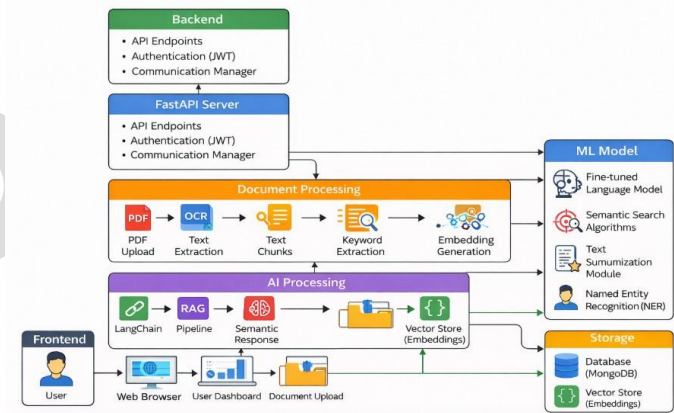 Backend
• API Endpoints
• Authentication (JWT)
• Communication Manager
FastAPI Server
• API Endpoints
• Authentication (JWT)
• Communication Manager
Document Processing
PDF
PDF
Upload
OCR
Text
Extraction
Text
Chunks
Keyword
Extraction
Embedding
Generation
AI Processing
LangChain
RAG
Pipeline
Semantic
Response
{ }
Vector Store
(Embeddings)
Frontend
User
Web Browser
User Dashboard
Document Upload
ML Model
Fine-tuned
Language Model
Semantic Search
Algorithms
Text
Sumumization
Module
Named Entity
Recognition (NER)
Storage
Database
(MongoDB)
{ }
Vector Store
(Embeddings)